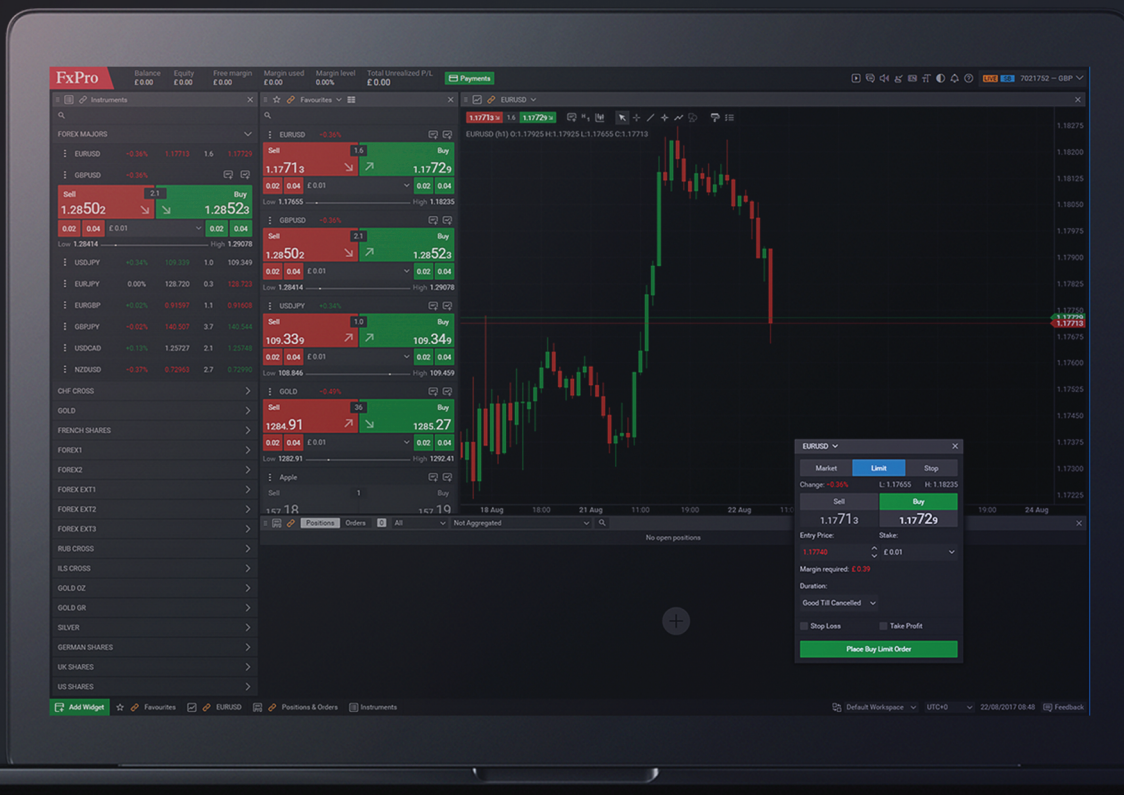 FxPro
Balance Equity Free margin Margin used Margin level Total Unrealized P/L
£ 0.00 £ 0.00 £ 0.00 £ 0.00 0.00% £ 0.00
Payments
LIVE SB 7021752 – GBP
Instruments
FOREX MAJORS
EURUSD -0.36% 1.17713 1.6 1.17729
GBPUSD -0.36%
Sell 2.1 Buy
1.28502 1.28523
0.02 0.04 £ 0.01 0.02 0.04
Low 1.28414 High 1.29078
USDJPY +0.34% 109.339 1.0 109.349
EURJPY 0.00% 128.720 0.3 128.723
EURGBP +0.02% 0.91597 1.1 0.91608
GBPJPY -0.02% 140.507 3.7 140.544
USDCAD +0.13% 1.25727 2.1 1.25748
NZDUSD -0.37% 0.72963 2.7 0.72990
CHF CROSS
GOLD
FRENCH SHARES
FOREX1
FOREX2
FOREX EXT1
FOREX EXT2
FOREX EXT3
RUB CROSS
ILS CROSS
GOLD OZ
GOLD GR
SILVER
GERMAN SHARES
UK SHARES
US SHARES
Favourites
EURUSD -0.36%
Sell 1.6 Buy
1.17713 1.17729
0.02 0.04 £ 0.01 0.02 0.04
Low 1.17655 High 1.18235
GBPUSD -0.36%
Sell 2.1 Buy
1.28502 1.28523
0.02 0.04 £ 0.01 0.02 0.04
Low 1.28414 High 1.29078
USDJPY +0.34%
Sell 1.0 Buy
109.339 109.349
0.02 0.04 £ 0.01 0.02 0.04
Low 108.846 High 109.459
GOLD -0.49%
Sell 36 Buy
1284.91 1285.27
0.02 0.04 £ 0.01 0.02 0.04
Low 1282.91 High 1292.41
Apple
Sell 1 Buy
157.18 157.19
EURUSD
1.17713 1.6 1.17729 H1
EURUSD (h1) O:1.17925 H:1.17925 L:1.17655 C:1.17713
1.18275
1.18200
1.18125
1.18050
1.17975
1.17900
1.17825
1.17750
1.17729
1.17713
1.17675
1.17600
1.17525
1.17450
1.17375
1.17300
1.17225
18 Aug 18:00 21 Aug 11:00 19:00 22 Aug 19:00 24 Aug
Positions Orders 0 All Not Aggregated
No open positions
EURUSD
Market Limit Stop
Change: -0.36% L: 1.17655 H: 1.18235
Sell Buy
1.17713 1.17729
Entry Price: Stake:
1.17740 £ 0.01
Margin required: £ 0.39
Duration:
Good Till Cancelled
Stop Loss Take Profit
Place Buy Limit Order
Add Widget Favourites EURUSD Positions & Orders Instruments
Default Workspace UTC+0 22/08/2017 08:48 Feedback